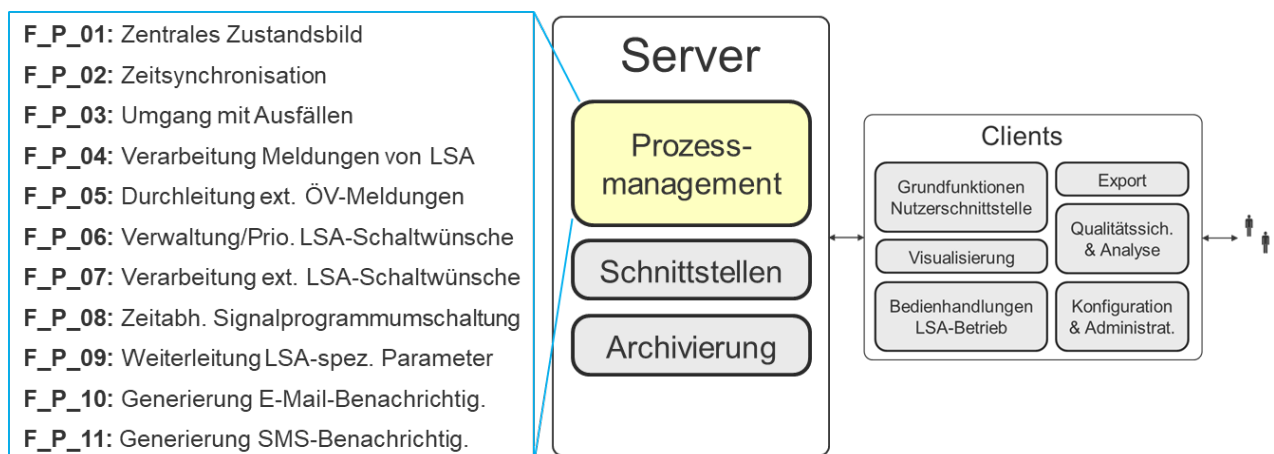 F_P_01: Zentrales Zustandsbild
F_P_02: Zeitsynchronisation
F_P_03: Umgang mit Ausfällen
F_P_04: Verarbeitung Meldungen von LSA
F_P_05: Durchleitung ext. ÖV-Meldungen
F_P_06: Verwaltung/Prio. LSA-Schaltwünsche
F_P_07: Verarbeitung ext. LSA-Schaltwünsche
F_P_08: Zeitabh. Signalprogrammumschaltung
F_P_09: Weiterleitung LSA-spez. Parameter
F_P_10: Generierung E-Mail-Benachrichtig.
F_P_11: Generierung SMS-Benachrichtig.
Server
Prozess-
management
Schnittstellen
Archivierung
Clients
Grundfunktionen
Nutzerschnittstelle
Visualisierung
Bedienhandlungen
LSA-Betrieb
Export
Qualitätssich.
& Analyse
Konfiguration
& Administrat.